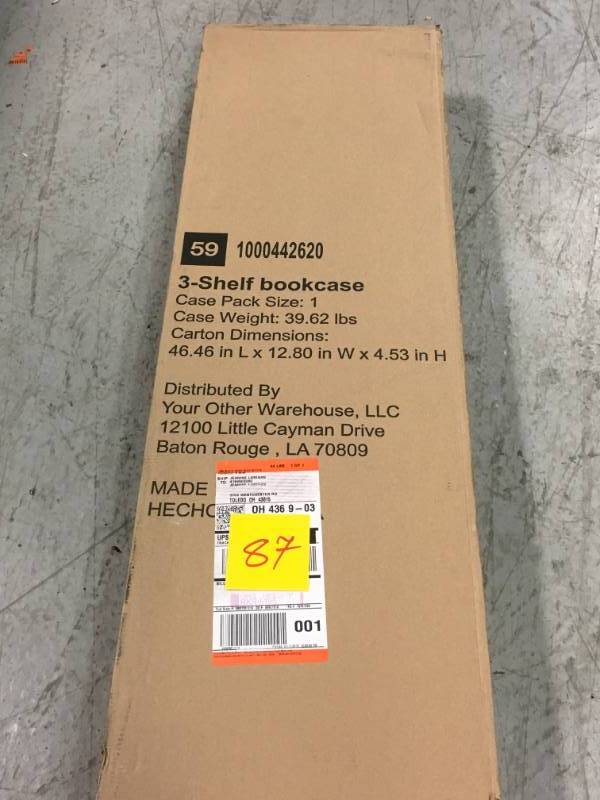 59 1000442620
3-Shelf bookcase
Case Pack Size: 1
Case Weight: 39.62 lbs
Carton Dimensions:
46.46 in L x 12.80 in W x 4.53 in H
Distributed By
Your Other Warehouse, LLC
12100 Little Cayman Drive
Baton Rouge , LA 70809
MADE
HECHO
TOLEDO OH
OH 436 9-03
UPS
87
001